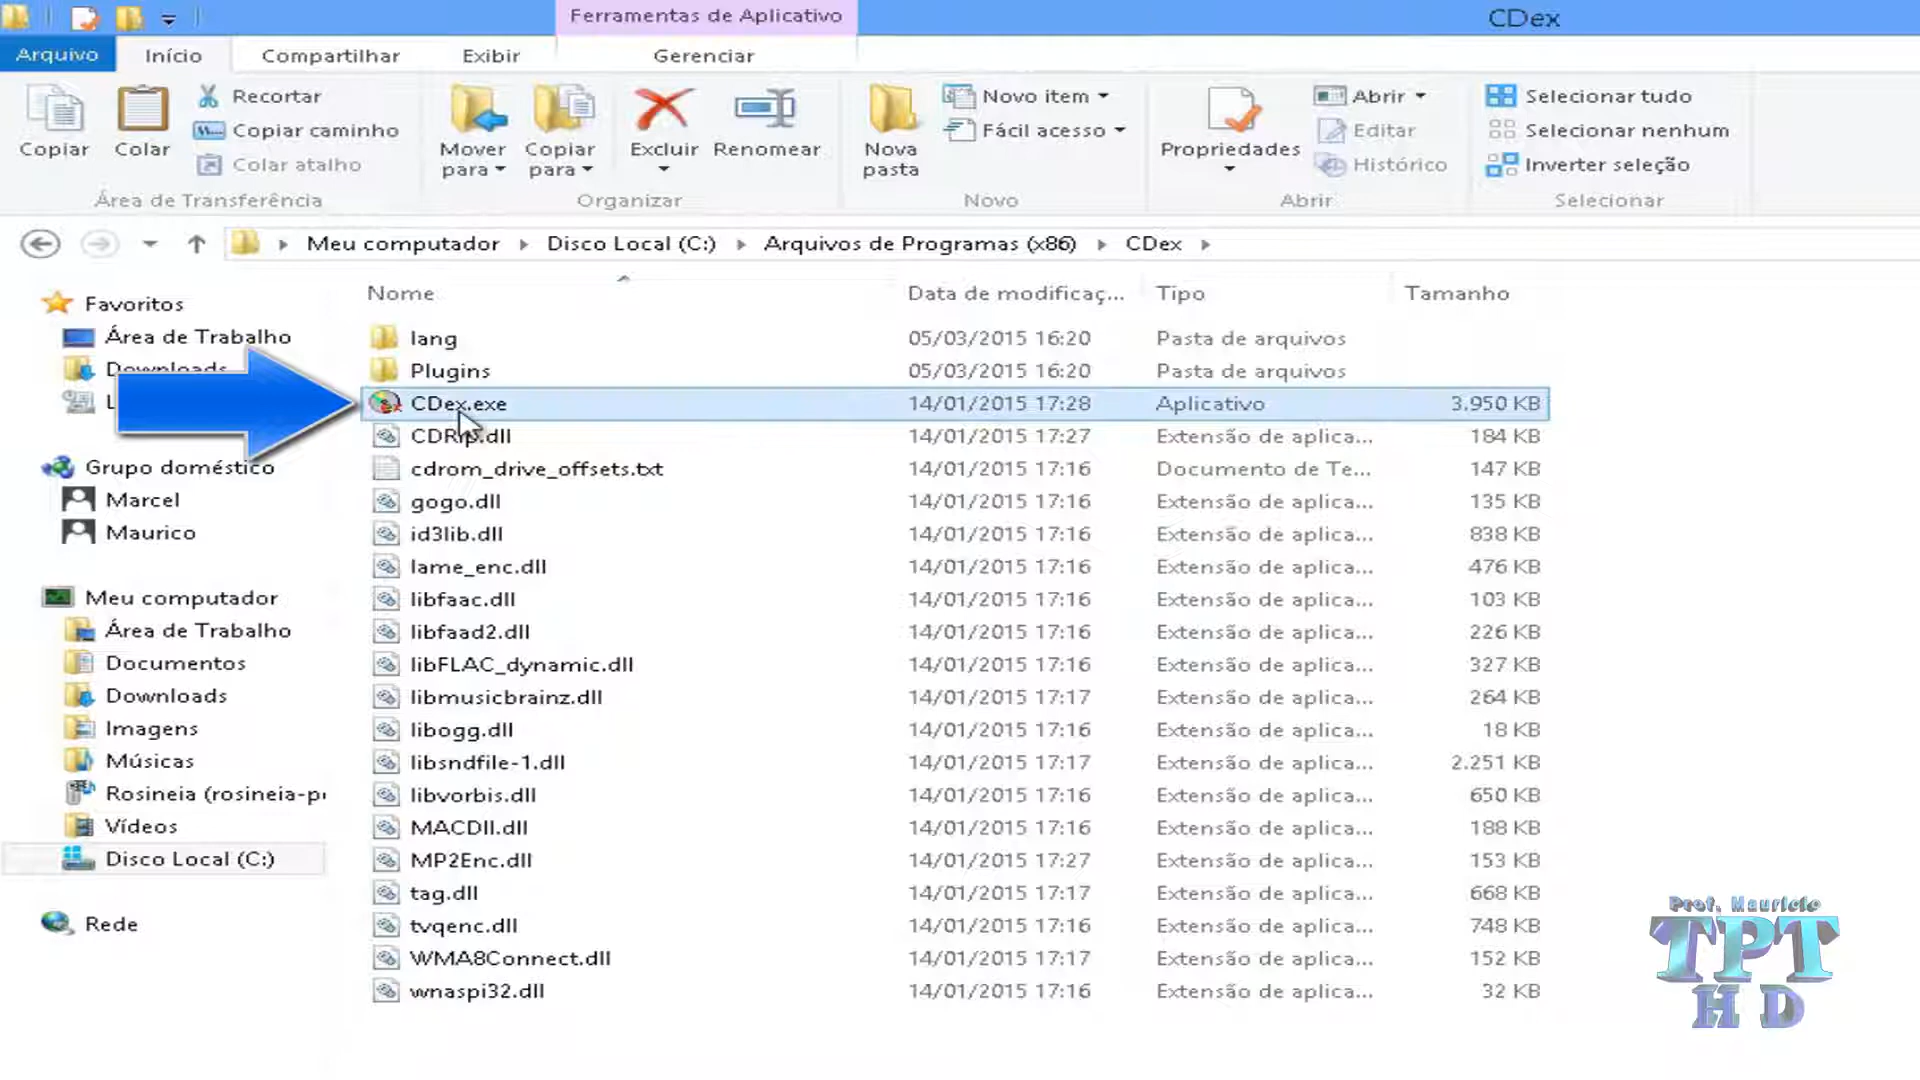 Ferramentas de Aplicativo
CDex
Arquivo
Início
Compartilhar
Exibir
Gerenciar
Copiar
Colar
Recortar
Copiar caminho
Colar atalho
Área de Transferência
Mover para
Copiar para
Excluir
Renomear
Organizar
Nova pasta
Novo item
Fácil acesso
Novo
Propriedades
Abrir
Editar
Histórico
Abrir
Selecionar tudo
Selecionar nenhum
Inverter seleção
Selecionar
Meu computador
Disco Local (C:)
Arquivos de Programas (x86)
CDex
Favoritos
Área de Trabalho
Downloads
Grupo doméstico
Marcel
Maurico
Meu computador
Área de Trabalho
Documentos
Downloads
Imagens
Músicas
Rosineia (rosineia-p
Vídeos
Disco Local (C:)
Rede
Nome Data de modificaç... Tipo Tamanho
lang 05/03/2015 16:20 Pasta de arquivos
Plugins 05/03/2015 16:20 Pasta de arquivos
CDex.exe 14/01/2015 17:28 Aplicativo 3.950 KB
CDRip.dll 14/01/2015 17:27 Extensão de aplica... 184 KB
cdrom_drive_offsets.txt 14/01/2015 17:16 Documento de Te... 147 KB
gogo.dll 14/01/2015 17:16 Extensão de aplica... 135 KB
id3lib.dll 14/01/2015 17:16 Extensão de aplica... 838 KB
lame_enc.dll 14/01/2015 17:16 Extensão de aplica... 476 KB
libfaac.dll 14/01/2015 17:16 Extensão de aplica... 103 KB
libfaad2.dll 14/01/2015 17:16 Extensão de aplica... 226 KB
libFLAC_dynamic.dll 14/01/2015 17:16 Extensão de aplica... 327 KB
libmusicbrainz.dll 14/01/2015 17:17 Extensão de aplica... 264 KB
libogg.dll 14/01/2015 17:16 Extensão de aplica... 18 KB
libsndfile-1.dll 14/01/2015 17:17 Extensão de aplica... 2.251 KB
libvorbis.dll 14/01/2015 17:16 Extensão de aplica... 650 KB
MACDll.dll 14/01/2015 17:16 Extensão de aplica... 188 KB
MP2Enc.dll 14/01/2015 17:27 Extensão de aplica... 153 KB
tag.dll 14/01/2015 17:17 Extensão de aplica... 668 KB
tvqenc.dll 14/01/2015 17:16 Extensão de aplica... 748 KB
WMA8Connect.dll 14/01/2015 17:17 Extensão de aplica... 152 KB
wnaspi32.dll 14/01/2015 17:16 Extensão de aplica... 32 KB
Prof. Mauricio
TPT
HD